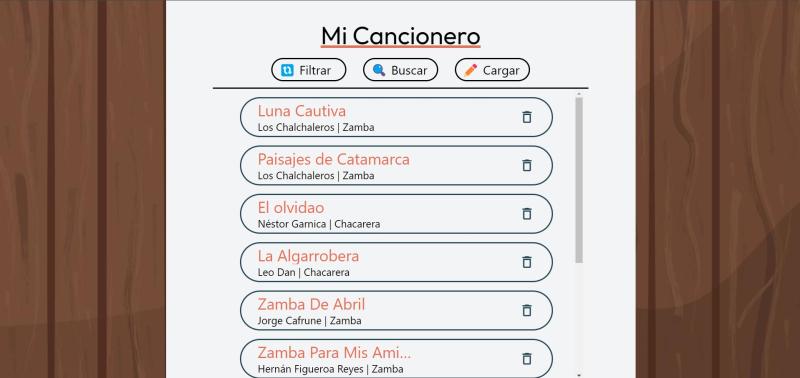 Mi Cancionero
Filtrar Buscar Cargar
Luna Cautiva
Los Chalchaleros | Zamba
Paisajes de Catamarca
Los Chalchaleros | Zamba
El olvidao
Néstor Garnica | Chacarera
La Algarrobera
Leo Dan | Chacarera
Zamba De Abril
Jorge Cafrune | Zamba
Zamba Para Mis Ami...
Hernán Figueroa Reyes | Zamba